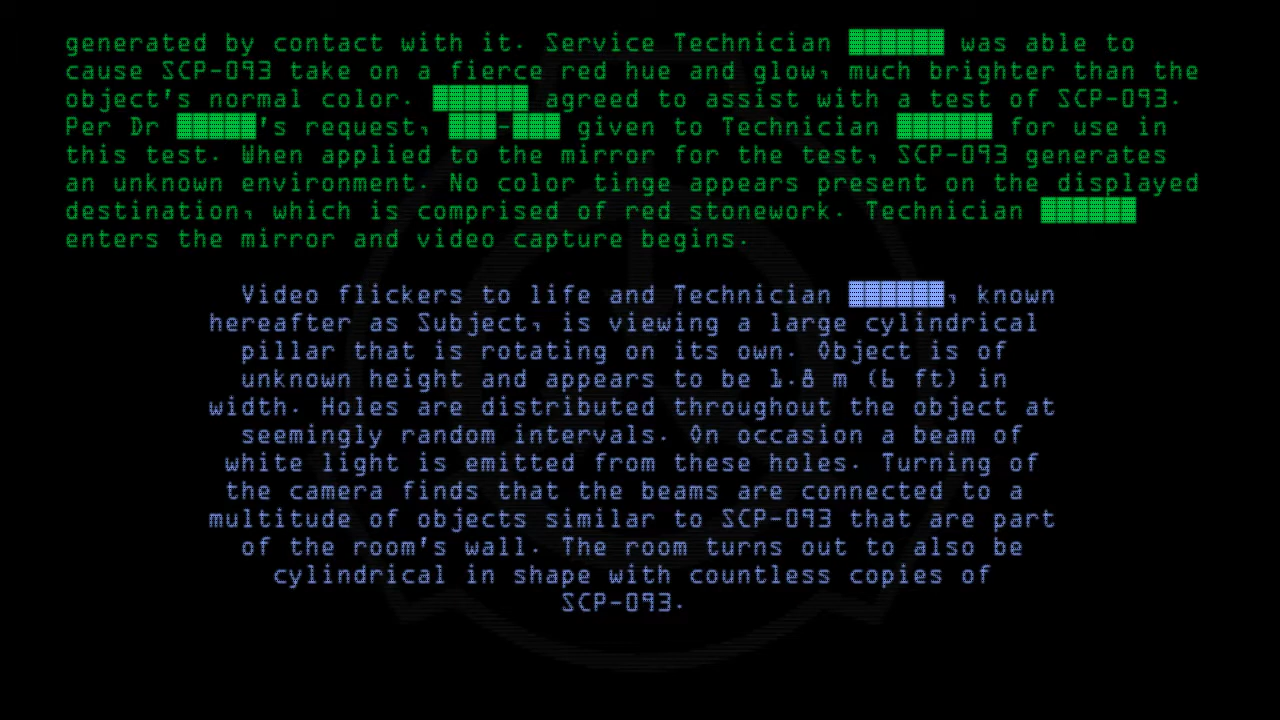 generated by contact with it. Service Technician ██████ was able to
cause SCP-093 take on a fierce red hue and glow, much brighter than the
object's normal color. ██████ agreed to assist with a test of SCP-093.
Per Dr █████'s request, ███-███ given to Technician ██████ for use in
this test. When applied to the mirror for the test, SCP-093 generates
an unknown environment. No color tinge appears present on the displayed
destination, which is comprised of red stonework. Technician ██████
enters the mirror and video capture begins.
Video flickers to life and Technician ██████, known
hereafter as Subject, is viewing a large cylindrical
pillar that is rotating on its own. Object is of
unknown height and appears to be 1.8 m (6 ft) in
width. Holes are distributed throughout the object at
seemingly random intervals. On occasion a beam of
white light is emitted from these holes. Turning of
the camera finds that the beams are connected to a
multitude of objects similar to SCP-093 that are part
of the room's wall. The room turns out to also be
cylindrical in shape with countless copies of
SCP-093.